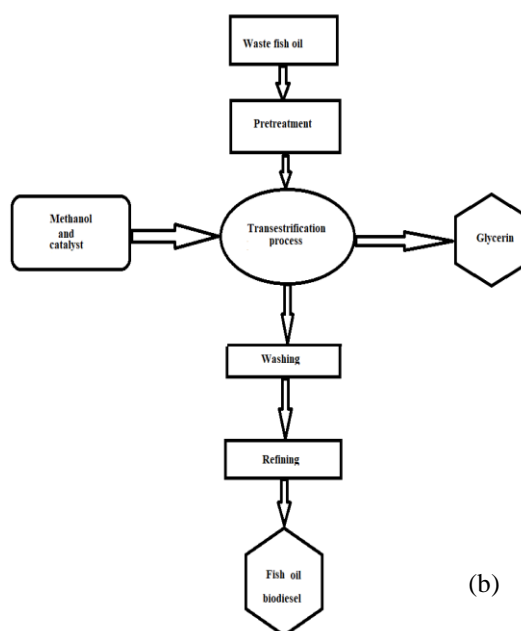 Waste fish oil
Pretreatment
Methanol
and
catalyst
Transestrification
process
Glycerin
Washing
Refining
Fish oil
biodiesel
(b)